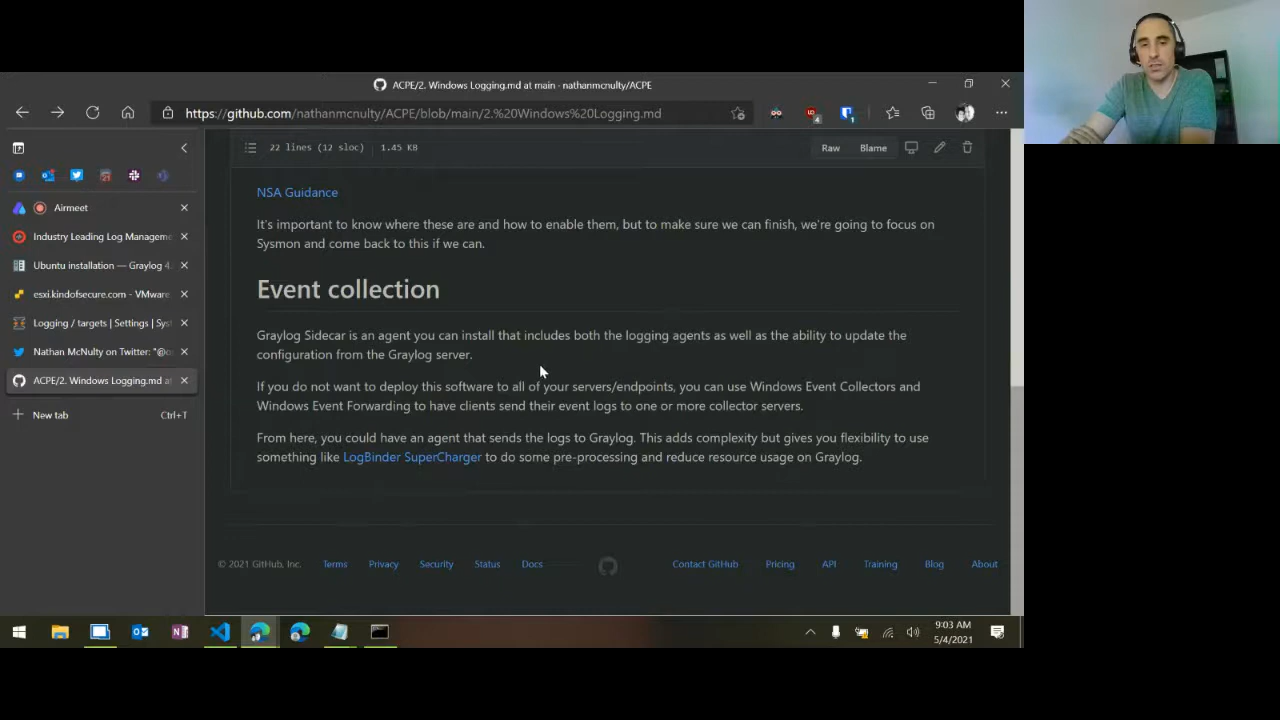 ACPE/2. Windows Logging.md at main · nathanmcnulty/ACPE
https://github.com/nathanmcnulty/ACPE/blob/main/2.%20Windows%20Logging.md
4
Airmeet
Industry Leading Log Manageme
Ubuntu installation — Graylog 4.
esxi.kindofsecure.com - VMware
Logging / targets | Settings | Sys
Nathan McNulty on Twitter: "@o
ACPE/2. Windows Logging.md a
New tab Ctrl+T
22 lines (12 sloc) 1.45 KB
Raw Blame
NSA Guidance
It's important to know where these are and how to enable them, but to make sure we can finish, we're going to focus on
Sysmon and come back to this if we can.
Event collection
Graylog Sidecar is an agent you can install that includes both the logging agents as well as the ability to update the
configuration from the Graylog server.
If you do not want to deploy this software to all of your servers/endpoints, you can use Windows Event Collectors and
Windows Event Forwarding to have clients send their event logs to one or more collector servers.
From here, you could have an agent that sends the logs to Graylog. This adds complexity but gives you flexibility to use
something like LogBinder SuperCharger to do some pre-processing and reduce resource usage on Graylog.
© 2021 GitHub, Inc. Terms Privacy Security Status Docs Contact GitHub Pricing API Training Blog About
9:03 AM
5/4/2021